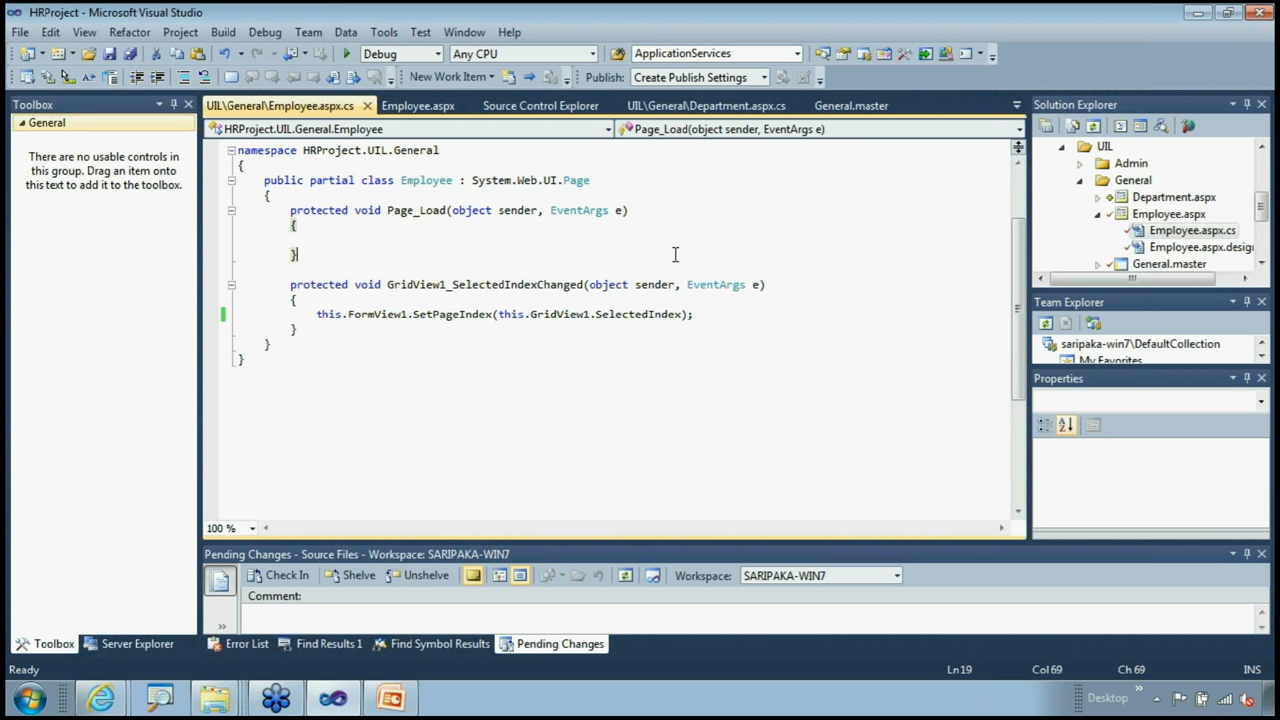 HRProject - Microsoft Visual Studio
File Edit View Refactor Project Build Debug Team Data Tools Test Window Help
Debug Any CPU ApplicationServices
New Work Item Publish: Create Publish Settings
Toolbox
General
There are no usable controls in
this group. Drag an item onto
this text to add it to the toolbox.
UIL\General\Employee.aspx.cs Employee.aspx Source Control Explorer UIL\General\Department.aspx.cs General.master
HRProject.UIL.General.Employee Page_Load(object sender, EventArgs e)
namespace HRProject.UIL.General
{
public partial class Employee : System.Web.UI.Page
{
protected void Page_Load(object sender, EventArgs e)
{
}
protected void GridView1_SelectedIndexChanged(object sender, EventArgs e)
{
this.FormView1.SetPageIndex(this.GridView1.SelectedIndex);
}
}
}
100 %
Solution Explorer
UIL
Admin
General
Department.aspx
Employee.aspx
Employee.aspx.cs
Employee.aspx.design
General.master
Team Explorer
saripaka-win7\DefaultCollection
My Favorites
Properties
Pending Changes - Source Files - Workspace: SARIPAKA-WIN7
Check In Shelve Unshelve Workspace: SARIPAKA-WIN7
Comment:
Toolbox Server Explorer Error List Find Results 1 Find Symbol Results Pending Changes
Ready Ln19 Col69 Ch69 INS
Desktop